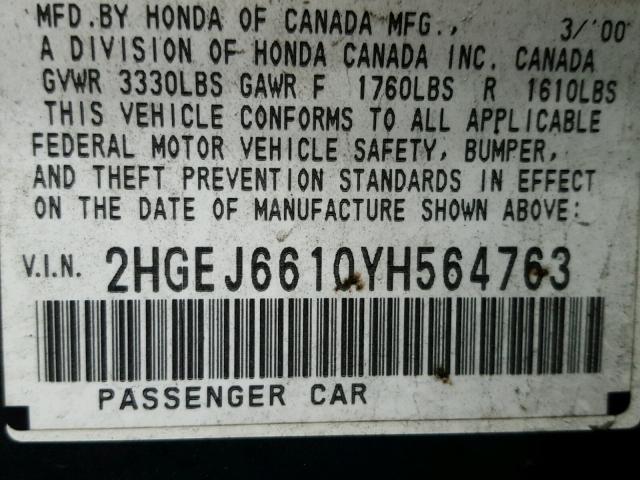 MFD.BY HONDA OF CANADA MFG., 3/'00
A DIVISION OF HONDA CANADA INC. CANADA
GVWR 3330LBS GAWR F 1760LBS R 1610LBS
THIS VEHICLE CONFORMS TO ALL APPLICABLE
FEDERAL MOTOR VEHICLE SAFETY, BUMPER,
AND THEFT PREVENTION STANDARDS IN EFFECT
ON THE DATE OF MANUFACTURE SHOWN ABOVE:
V.I.N. 2HGEJ6610YH564763
PASSENGER CAR